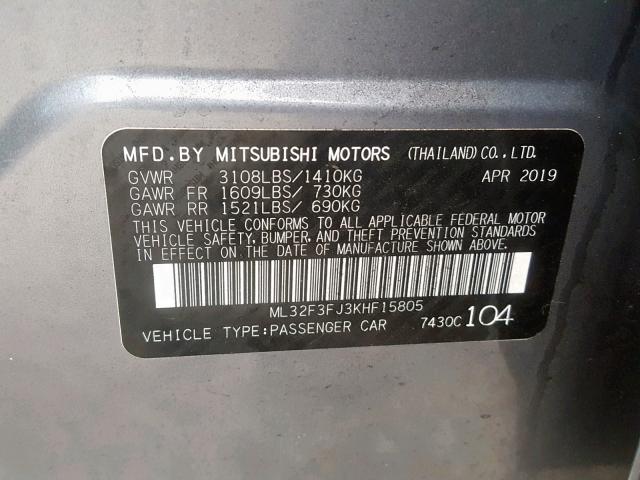 MFD. BY MITSUBISHI MOTORS (THAILAND) CO., LTD.
GVWR 3108LBS/1410KG APR 2019
GAWR FR 1609LBS/ 730KG
GAWR RR 1521LBS/ 690KG
THIS VEHICLE CONFORMS TO ALL APPLICABLE FEDERAL MOTOR
VEHICLE SAFETY, BUMPER, AND THEFT PREVENTION STANDARDS
IN EFFECT ON THE DATE OF MANUFACTURE SHOWN ABOVE.
ML32F3FJ3KHF15805
VEHICLE TYPE:PASSENGER CAR 7430C 104